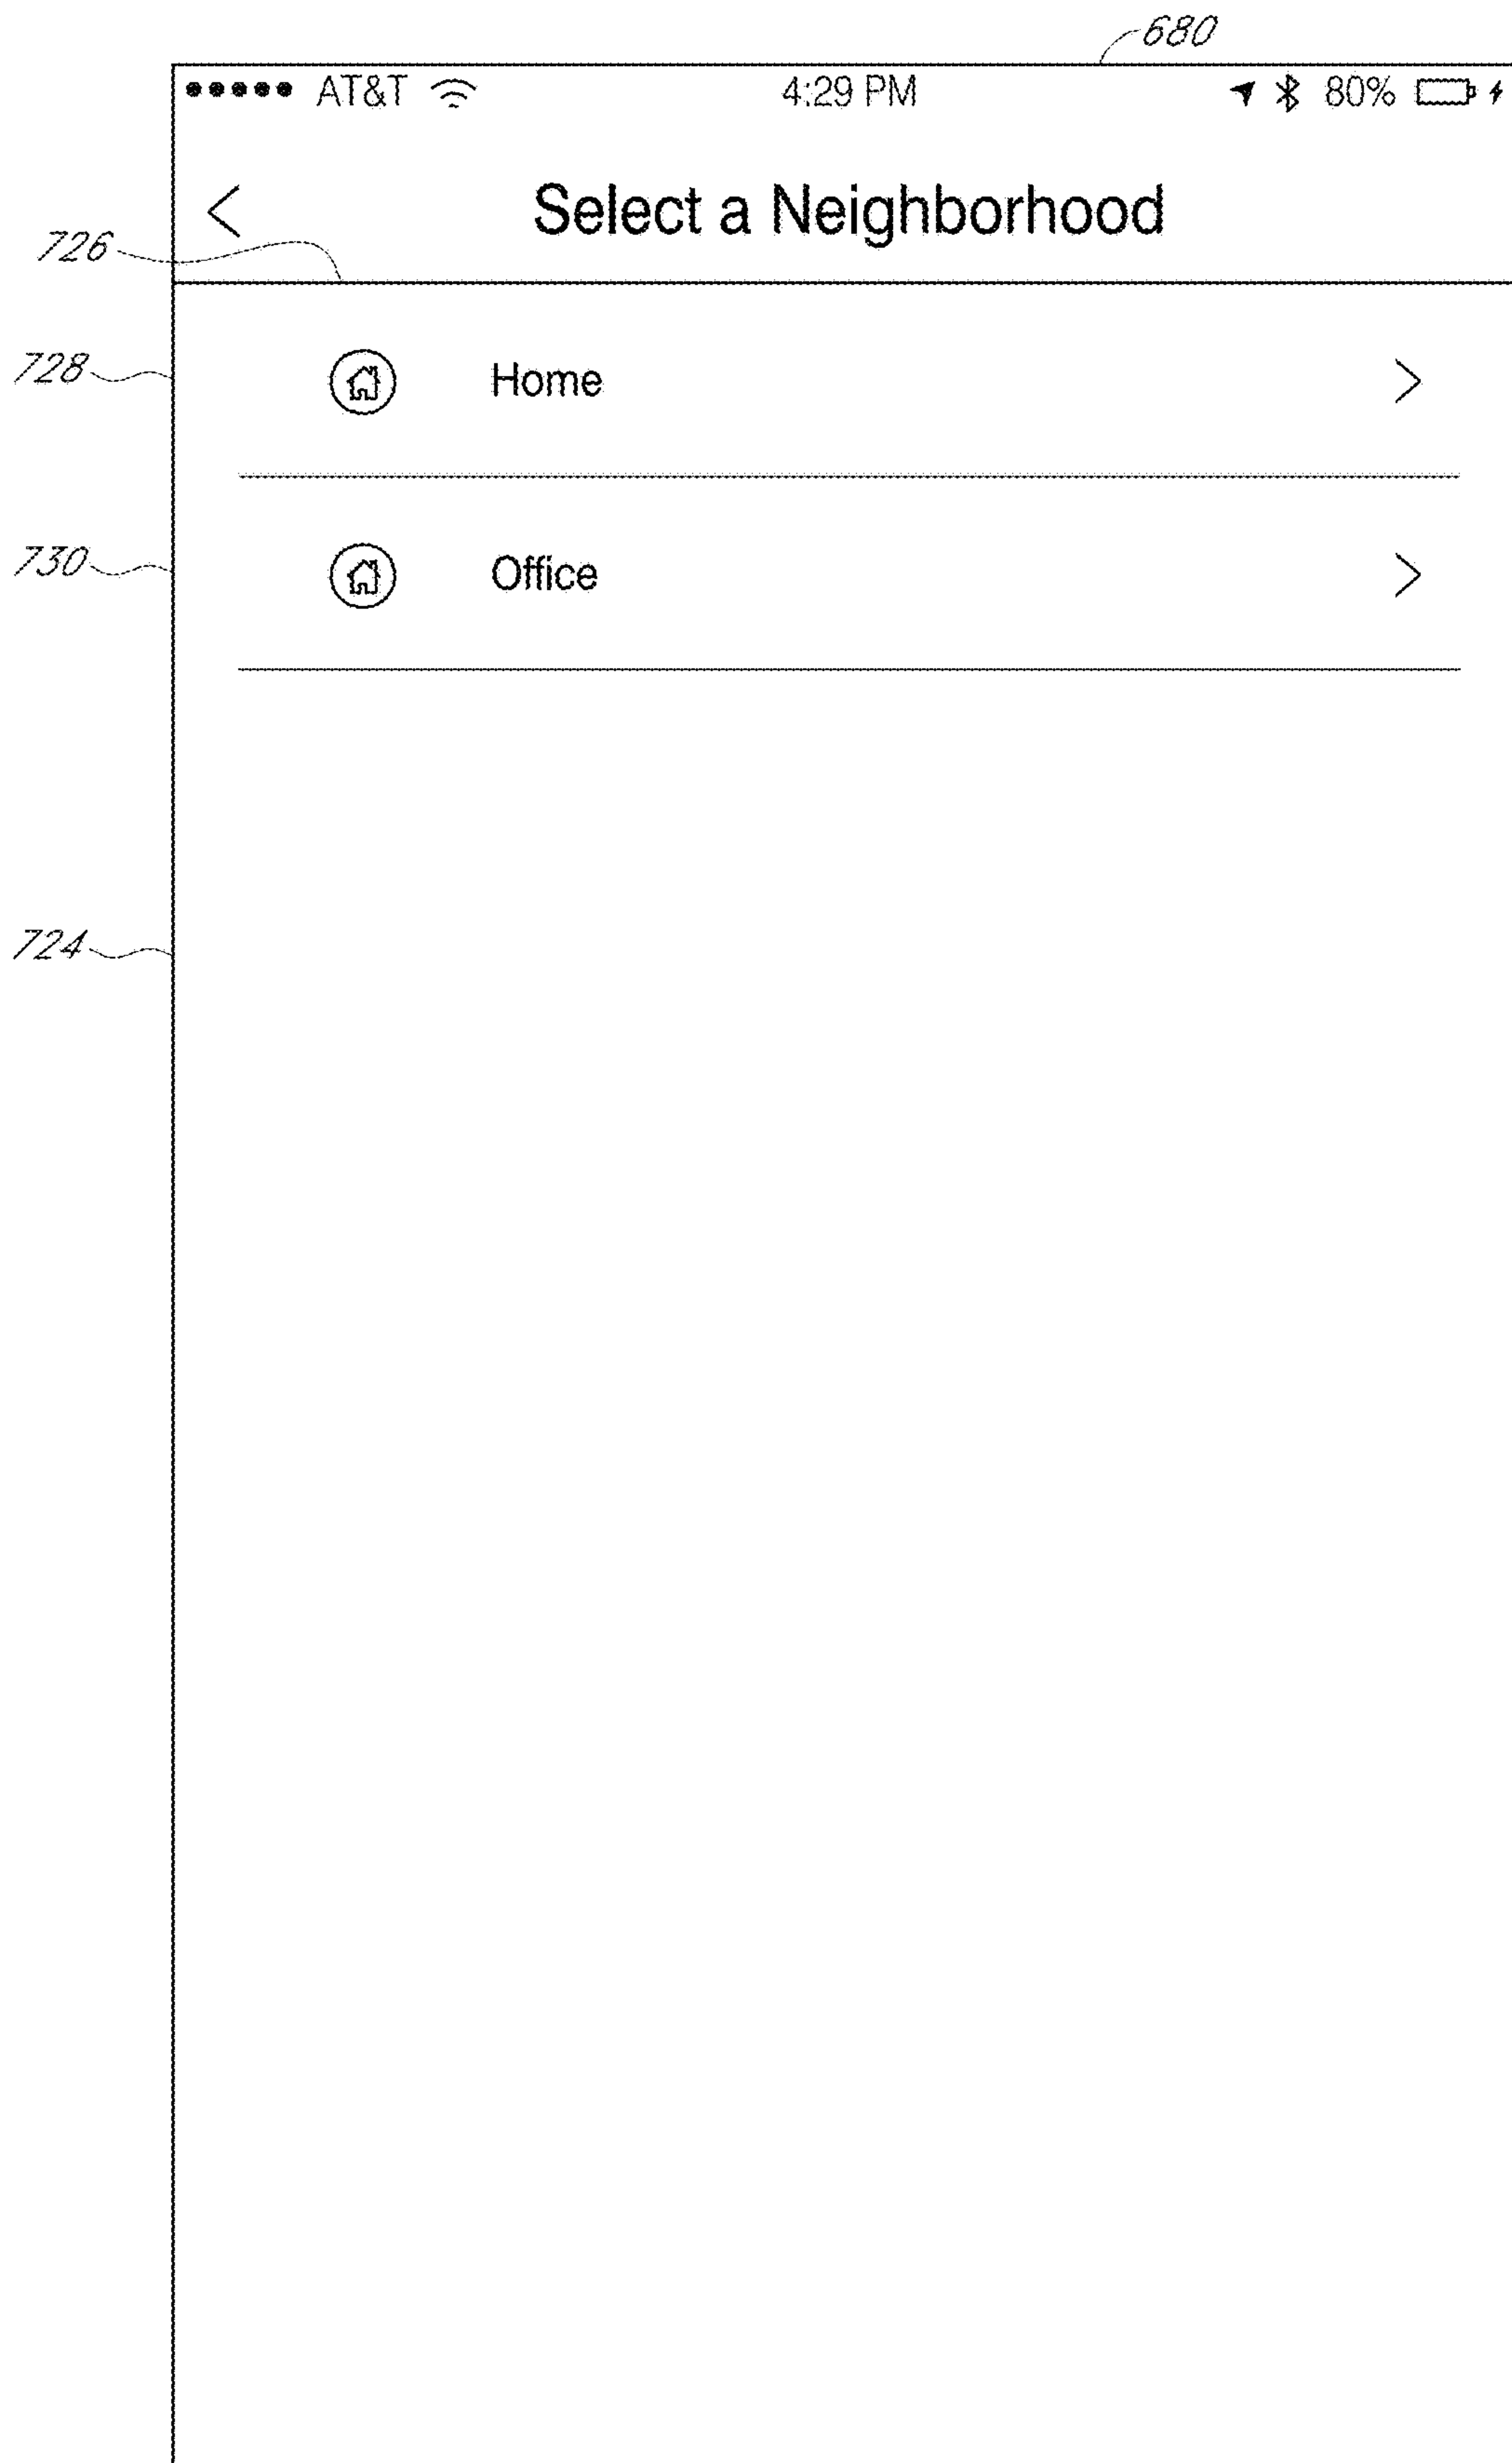 680
AT&T 4:29 PM 80%
Select a Neighborhood
726
728 Home
730 Office
724